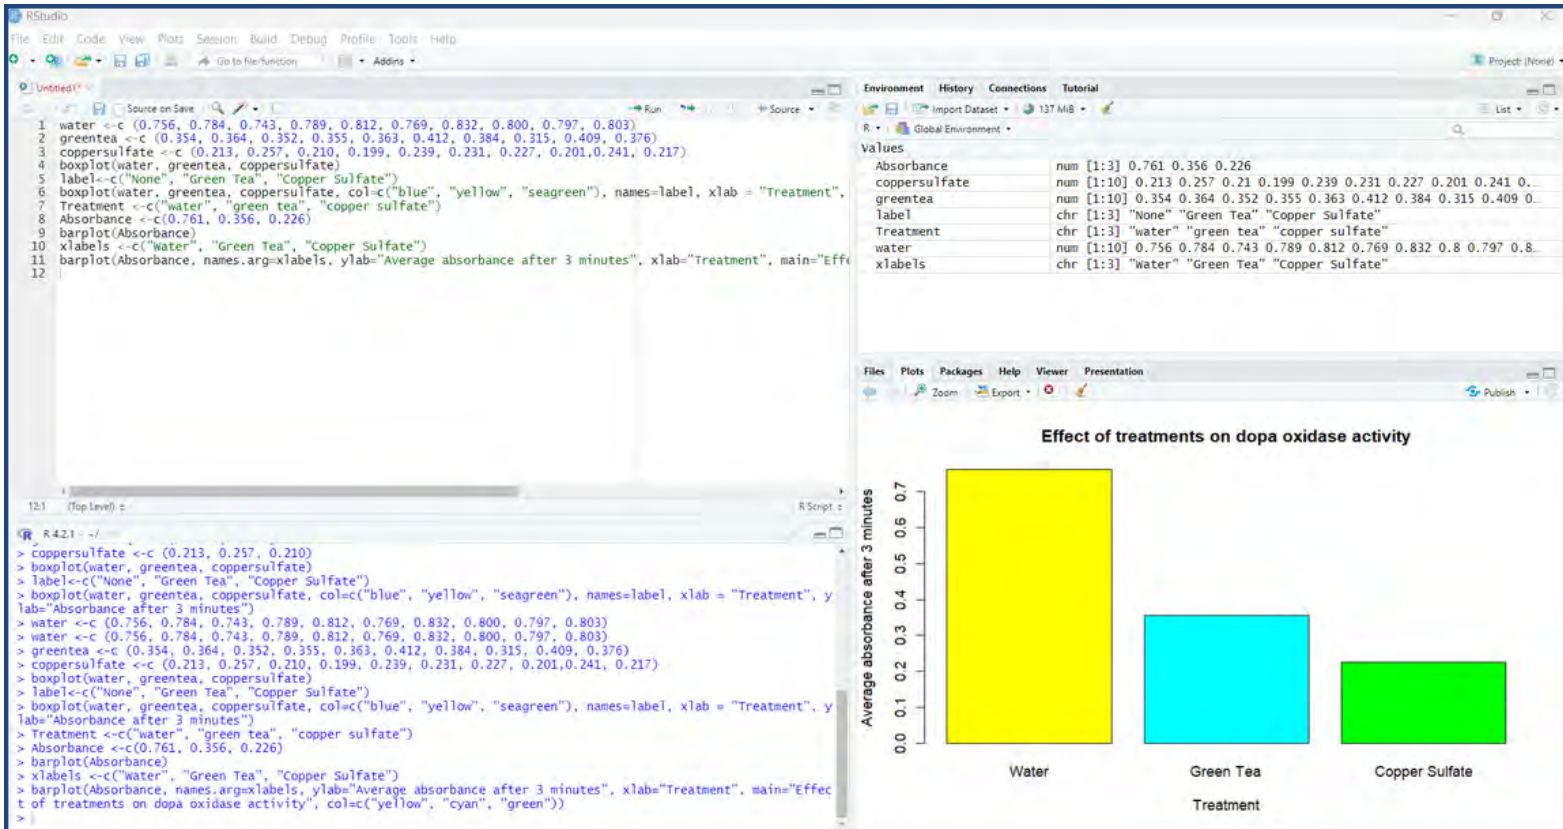 RStudio
File Edit Code View Plots Session Build Debug Profile Tools Help
Go to file/function Addins
Project: (None)
Untitled1*
Source on Save Run Source
1 water <-c (0.756, 0.784, 0.743, 0.789, 0.812, 0.769, 0.832, 0.800, 0.797, 0.803)
2 greentea <-c (0.354, 0.364, 0.352, 0.355, 0.363, 0.412, 0.384, 0.315, 0.409, 0.376)
3 coppersulfate <-c (0.213, 0.257, 0.210, 0.199, 0.239, 0.231, 0.227, 0.201,0.241, 0.217)
4 boxplot(water, greentea, coppersulfate)
5 label<-c("None", "Green Tea", "Copper Sulfate")
6 boxplot(water, greentea, coppersulfate, col=c("blue", "yellow", "seagreen"), names=label, xlab = "Treatment",
7 Treatment <-c("water", "green tea", "copper sulfate")
8 Absorbance <-c(0.761, 0.356, 0.226)
9 barplot(Absorbance)
10 xlabels <-c("Water", "Green Tea", "Copper Sulfate")
11 barplot(Absorbance, names.arg=xlabels, ylab="Average absorbance after 3 minutes", xlab="Treatment", main="Effe
12
12:1 (Top Level) R Script
R 4.2.1 · ~/
> coppersulfate <-c (0.213, 0.257, 0.210)
> boxplot(water, greentea, coppersulfate)
> label<-c("None", "Green Tea", "Copper Sulfate")
> boxplot(water, greentea, coppersulfate, col=c("blue", "yellow", "seagreen"), names=label, xlab = "Treatment", y
lab="Absorbance after 3 minutes")
> water <-c (0.756, 0.784, 0.743, 0.789, 0.812, 0.769, 0.832, 0.800, 0.797, 0.803)
> water <-c (0.756, 0.784, 0.743, 0.789, 0.812, 0.769, 0.832, 0.800, 0.797, 0.803)
> greentea <-c (0.354, 0.364, 0.352, 0.355, 0.363, 0.412, 0.384, 0.315, 0.409, 0.376)
> coppersulfate <-c (0.213, 0.257, 0.210, 0.199, 0.239, 0.231, 0.227, 0.201,0.241, 0.217)
> boxplot(water, greentea, coppersulfate)
> label<-c("None", "Green Tea", "Copper Sulfate")
> boxplot(water, greentea, coppersulfate, col=c("blue", "yellow", "seagreen"), names=label, xlab = "Treatment", y
lab="Absorbance after 3 minutes")
> Treatment <-c("water", "green tea", "copper sulfate")
> Absorbance <-c(0.761, 0.356, 0.226)
> barplot(Absorbance)
> xlabels <-c("Water", "Green Tea", "Copper Sulfate")
> barplot(Absorbance, names.arg=xlabels, ylab="Average absorbance after 3 minutes", xlab="Treatment", main="Effec
t of treatments on dopa oxidase activity", col=c("yellow", "cyan", "green"))
>
Environment History Connections Tutorial
Import Dataset 137 MiB List
R Global Environment
Values
Absorbance num [1:3] 0.761 0.356 0.226
coppersulfate num [1:10] 0.213 0.257 0.21 0.199 0.239 0.231 0.227 0.201 0.241 0...
greentea num [1:10] 0.354 0.364 0.352 0.355 0.363 0.412 0.384 0.315 0.409 0...
label chr [1:3] "None" "Green Tea" "Copper Sulfate"
Treatment chr [1:3] "water" "green tea" "copper sulfate"
water num [1:10] 0.756 0.784 0.743 0.789 0.812 0.769 0.832 0.8 0.797 0.8...
xlabels chr [1:3] "Water" "Green Tea" "Copper Sulfate"
Files Plots Packages Help Viewer Presentation
Zoom Export Publish
Effect of treatments on dopa oxidase activity
Average absorbance after 3 minutes
0.7
0.6
0.5
0.4
0.3
0.2
0.1
0.0
Water Green Tea Copper Sulfate
Treatment